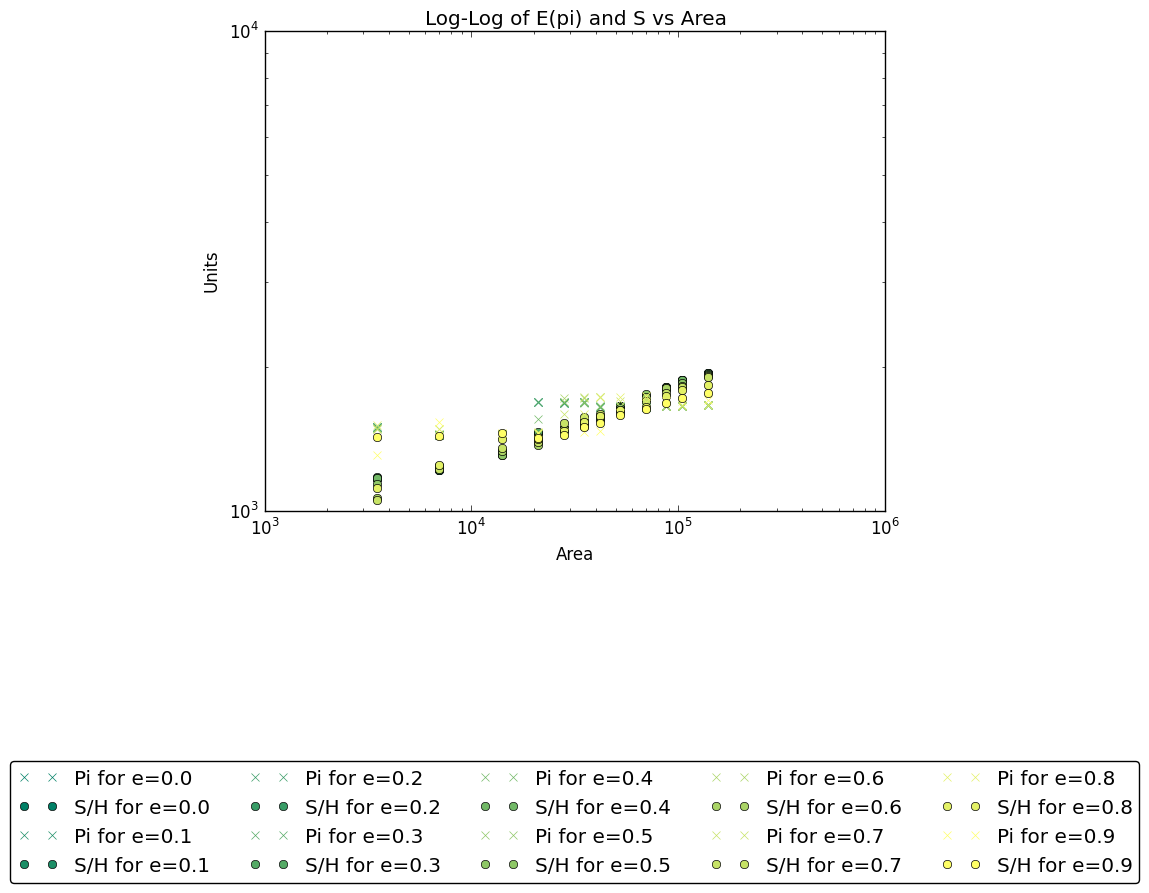 Log-Log of E(pi) and S vs Area
10^4
Units
10^3
10^3 10^4 10^5 10^6
Area
Pi for e=0.0 Pi for e=0.2 Pi for e=0.4 Pi for e=0.6 Pi for e=0.8
S/H for e=0.0 S/H for e=0.2 S/H for e=0.4 S/H for e=0.6 S/H for e=0.8
Pi for e=0.1 Pi for e=0.3 Pi for e=0.5 Pi for e=0.7 Pi for e=0.9
S/H for e=0.1 S/H for e=0.3 S/H for e=0.5 S/H for e=0.7 S/H for e=0.9